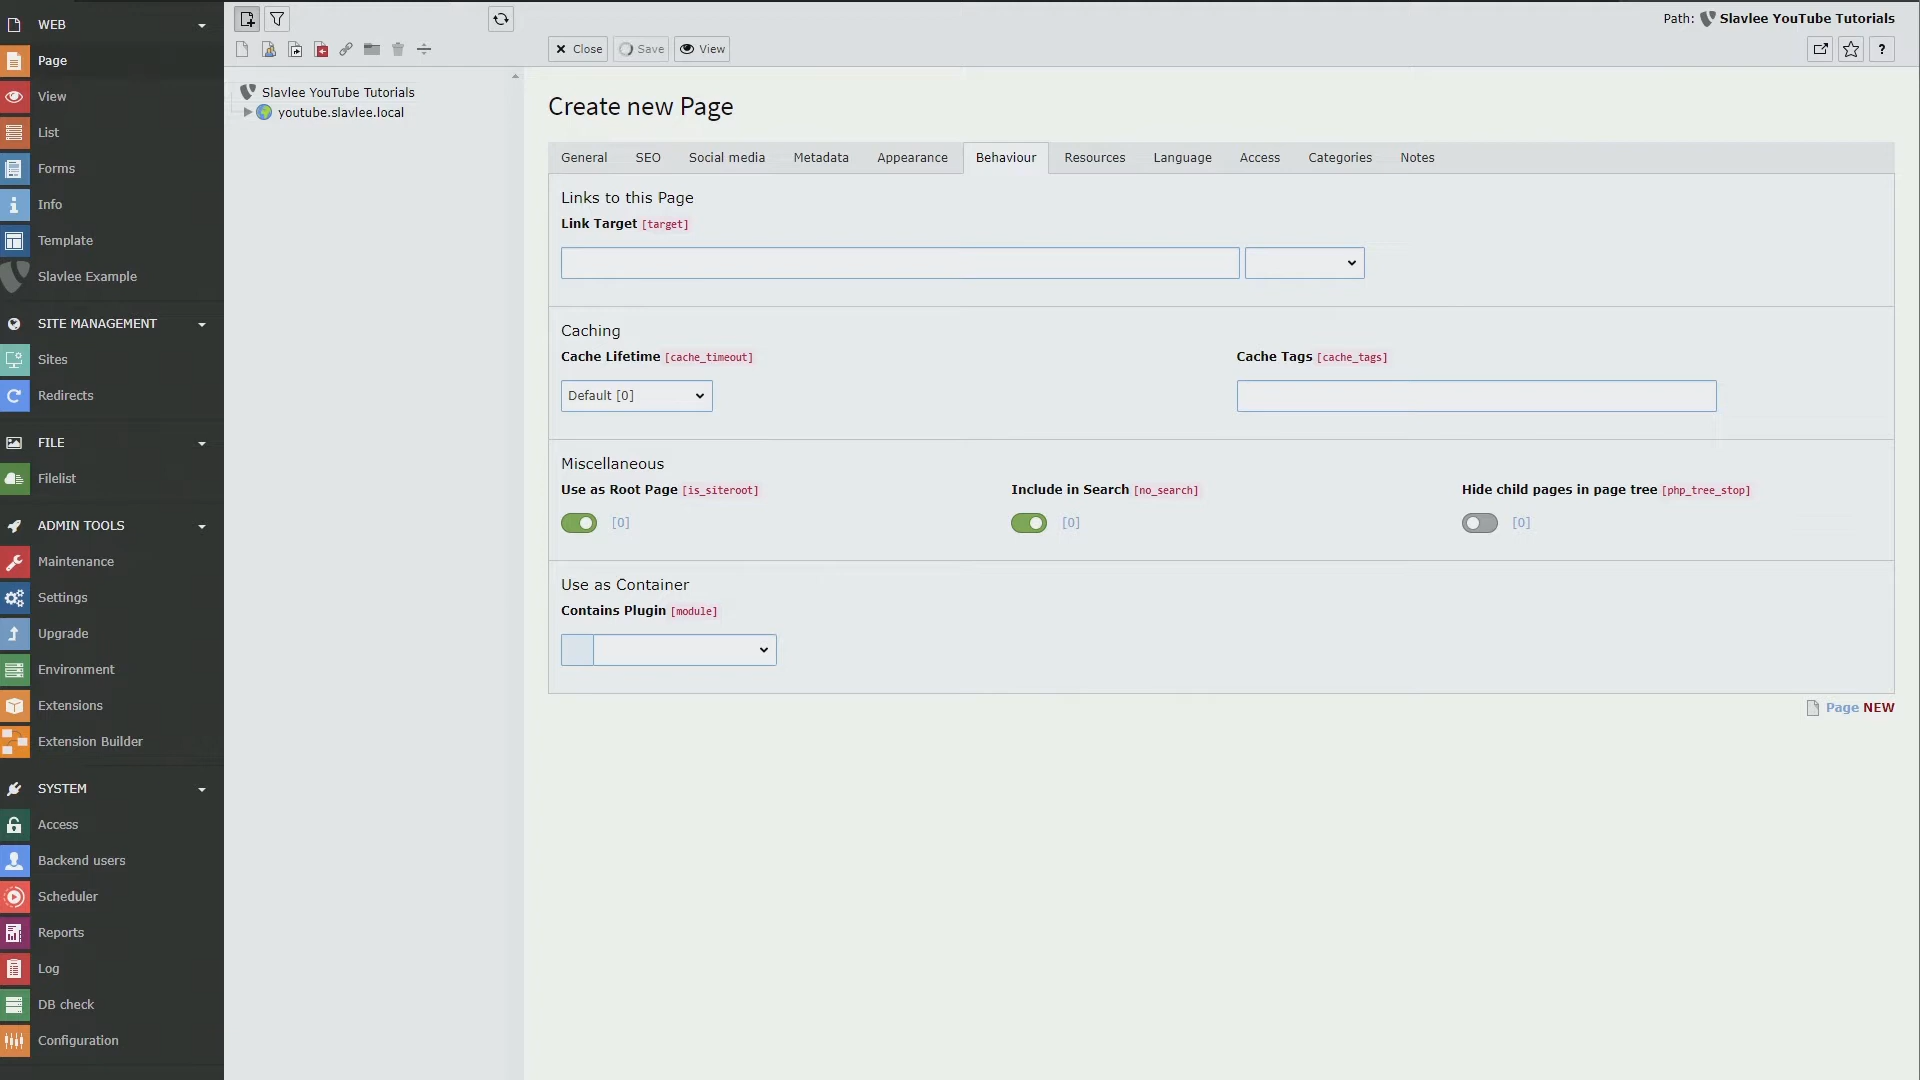 WEB
Page
View
List
Forms
Info
Template
Slavlee Example
SITE MANAGEMENT
Sites
Redirects
FILE
Filelist
ADMIN TOOLS
Maintenance
Settings
Upgrade
Environment
Extensions
Extension Builder
SYSTEM
Access
Backend users
Scheduler
Reports
Log
DB check
Configuration
Slavlee YouTube Tutorials
youtube.slavlee.local
Path: Slavlee YouTube Tutorials
Close Save View ?
Create new Page
General SEO Social media Metadata Appearance Behaviour Resources Language Access Categories Notes
Links to this Page
Link Target [target]
Caching
Cache Lifetime [cache_timeout] Cache Tags [cache_tags]
Default [0]
Miscellaneous
Use as Root Page [is_siteroot] Include in Search [no_search] Hide child pages in page tree [php_tree_stop]
[0] [0] [0]
Use as Container
Contains Plugin [module]
Page NEW